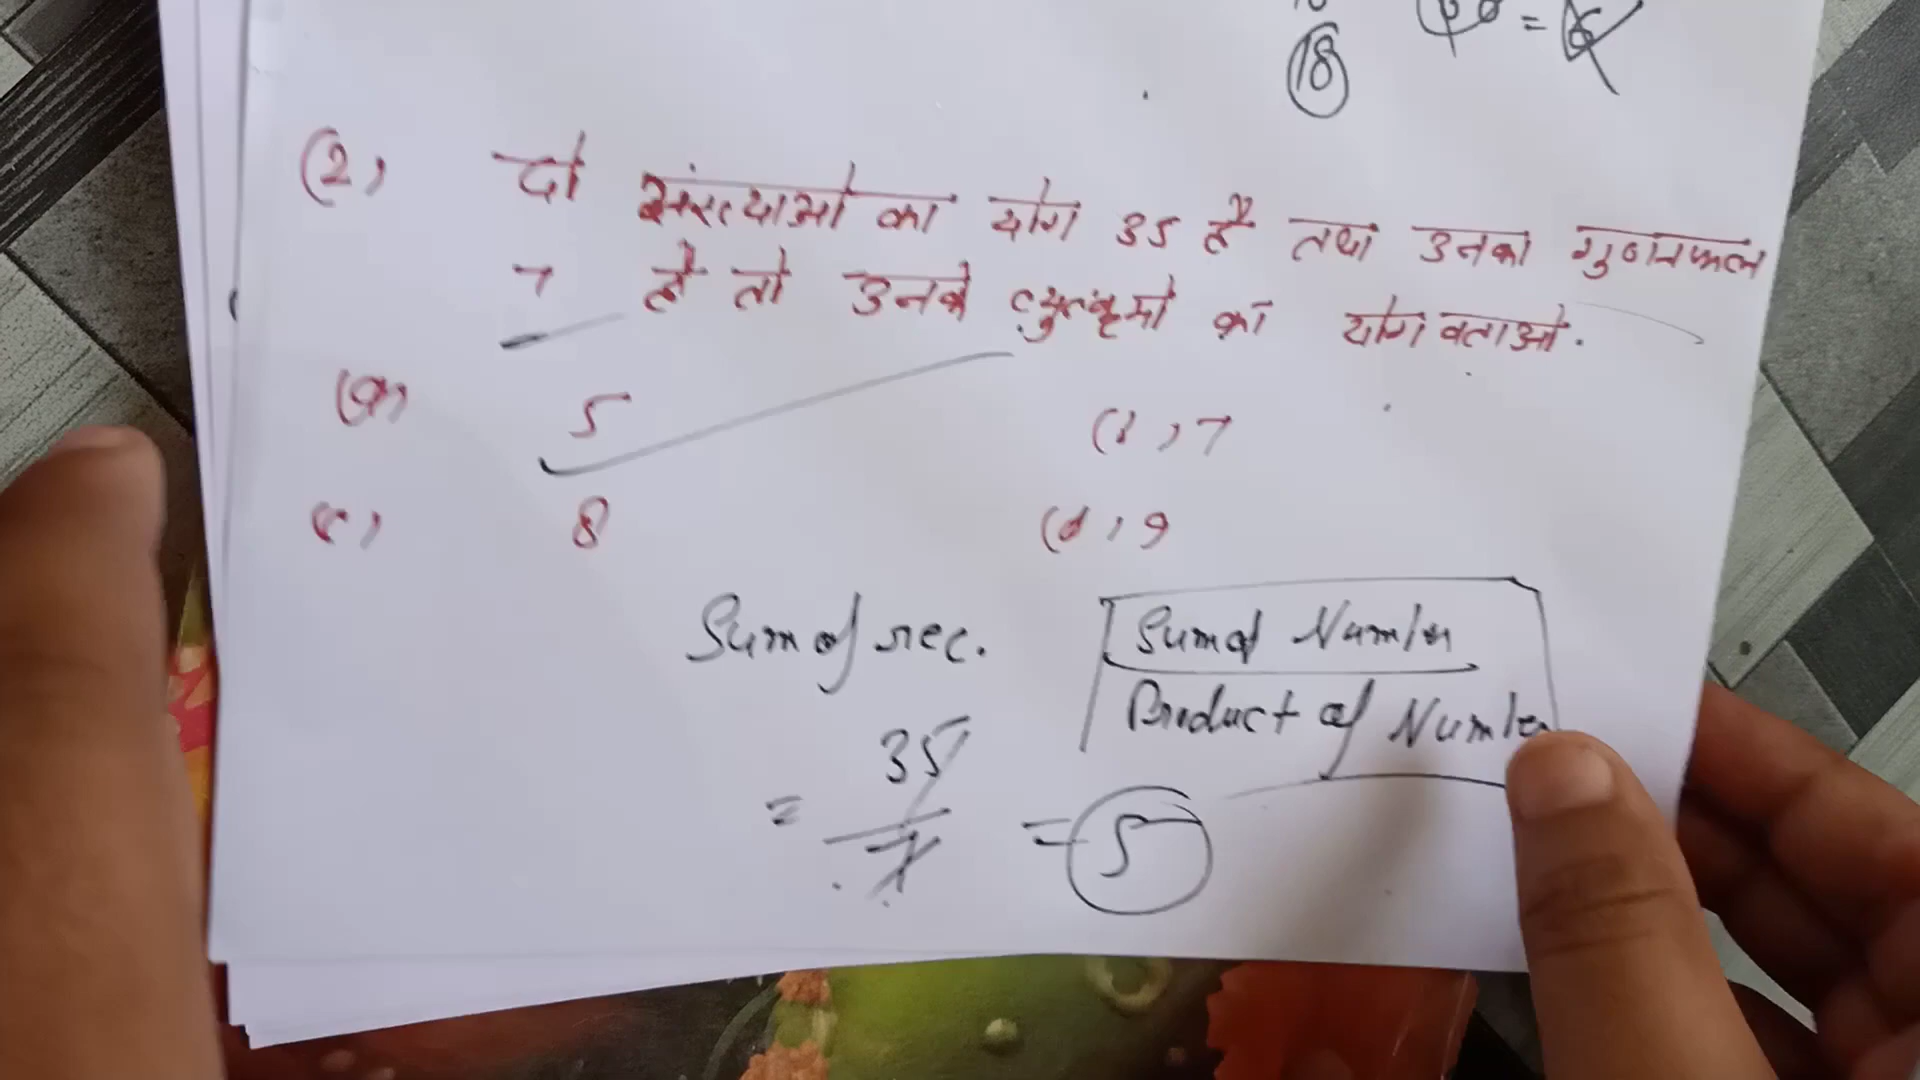 18
(2) दो संख्याओ का योग 35 है तथा उनका गुणनफल
7 है तो उनके व्युत्क्रमो का योग बताओ.
(a) 5 (b) 7
(c) 8 (d) 9
Sum of rec. Sum of Number
Product of Number
= 35/7 = 5